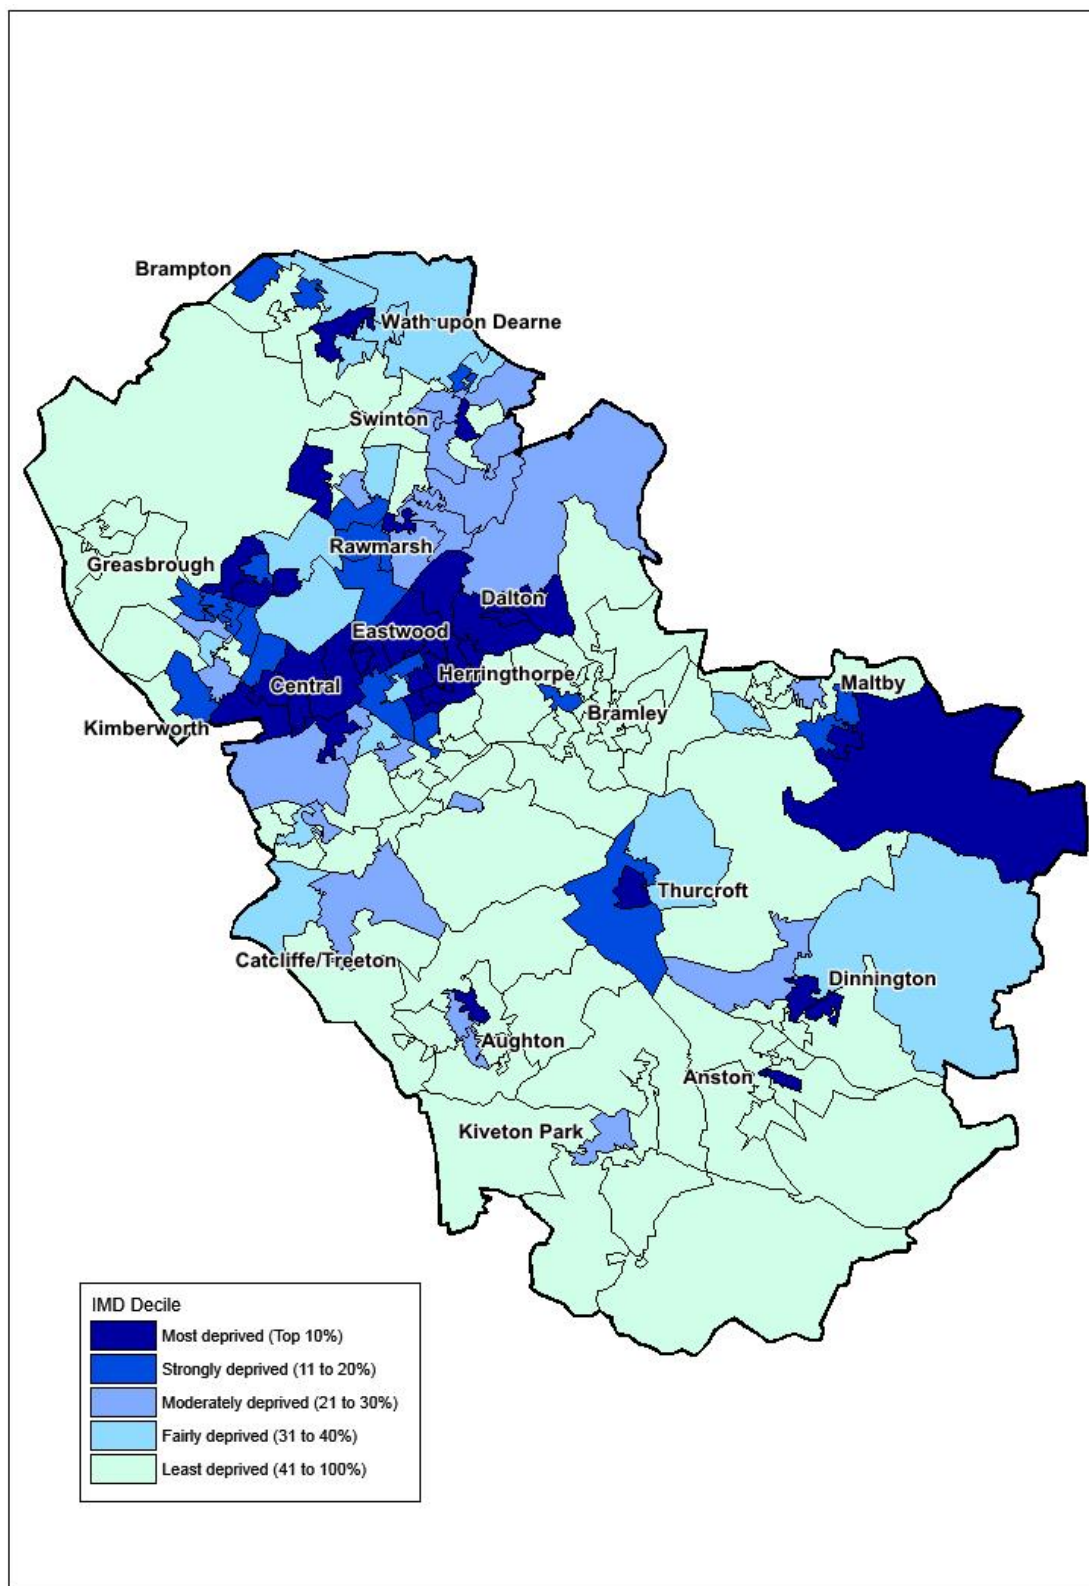 Brampton
Wath upon Dearne
Swinton
Rawmarsh
Greasbrough
Dalton
Eastwood
Herringthorpe
Central
Maltby
Bramley
Kimberworth
Thurcroft
Catcliffe/Treeton
Dinnington
Aughton
Anston
Kiveton Park
IMD Decile
Most deprived (Top 10%)
Strongly deprived (11 to 20%)
Moderately deprived (21 to 30%)
Fairly deprived (31 to 40%)
Least deprived (41 to 100%)